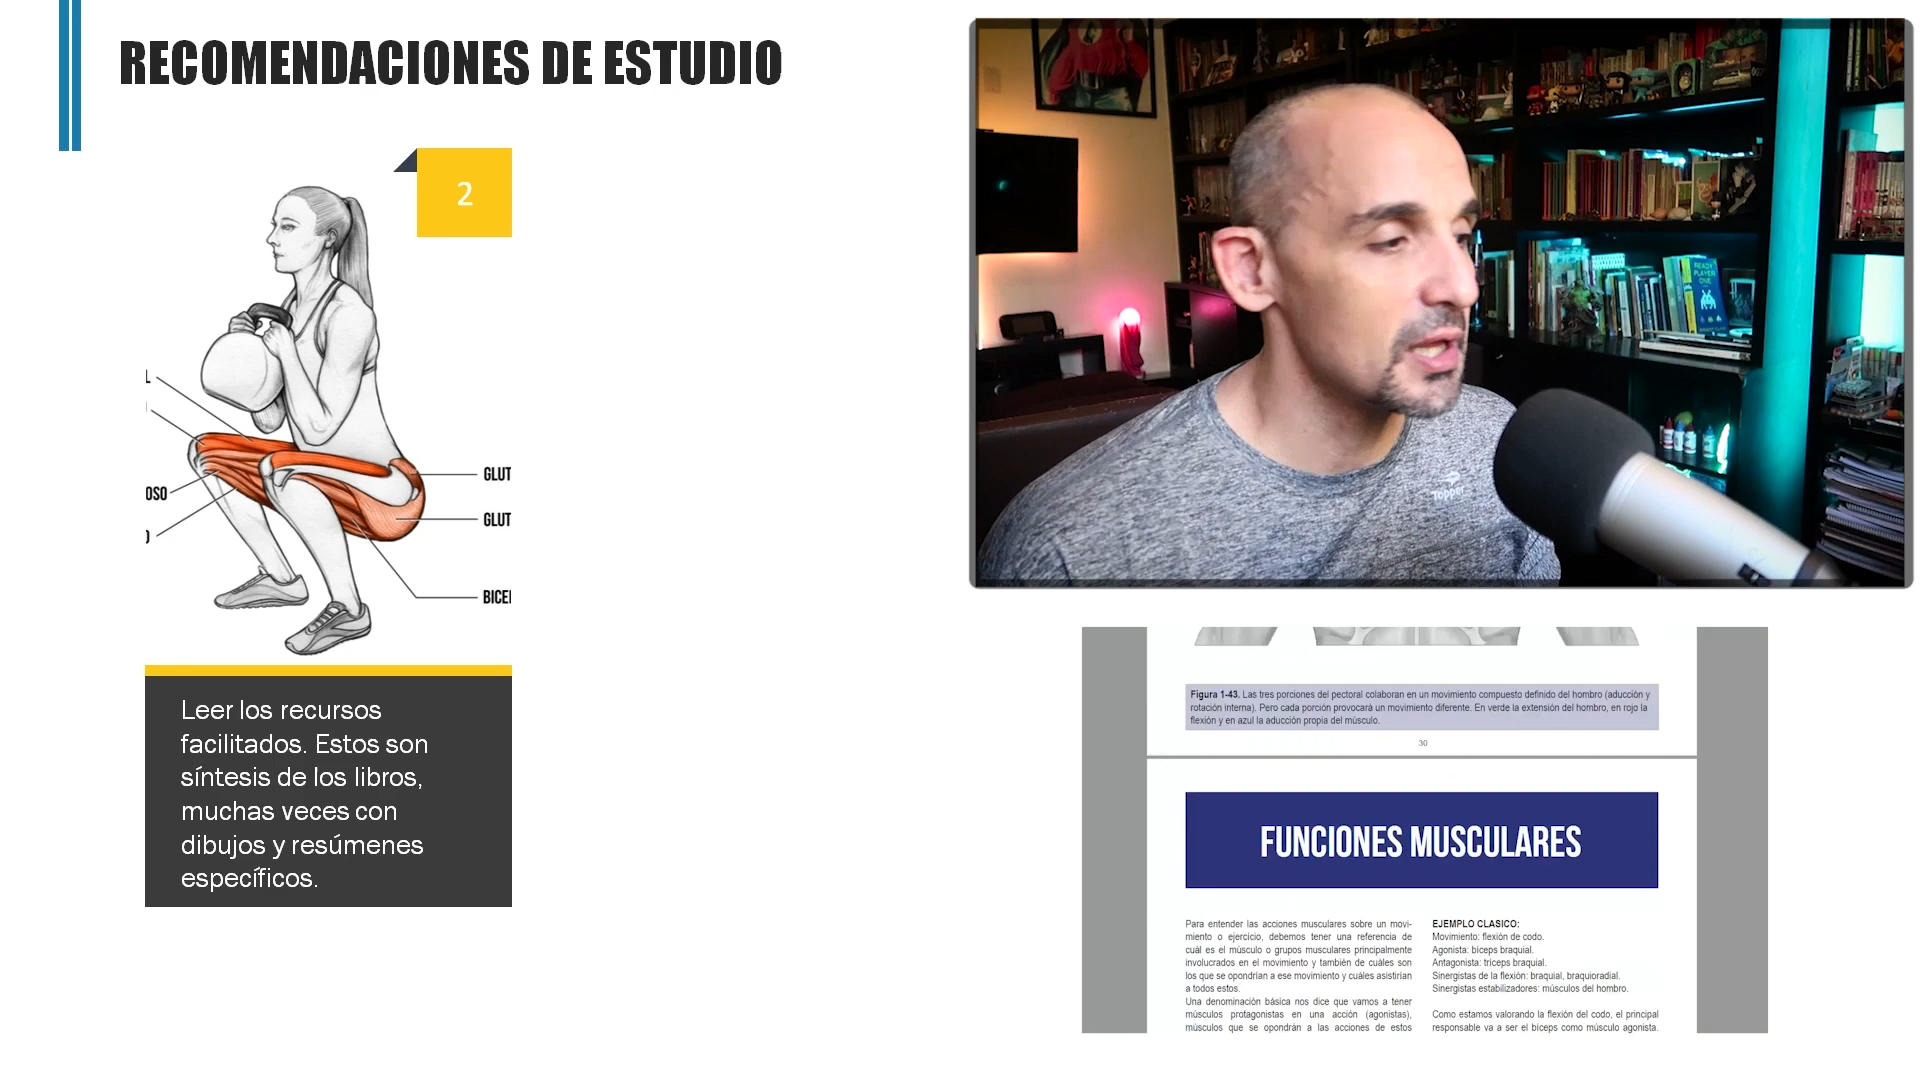 RECOMENDACIONES DE ESTUDIO
2
L
OSO
GLUT
GLUT
BICE
Leer los recursos
facilitados. Estos son
síntesis de los libros,
muchas veces con
dibujos y resúmenes
específicos.
READY
PLAYER
ONE
Topper
Figura 1-43. Las tres porciones del pectoral colaboran en un movimiento compuesto definido del hombro (aducción y
rotación interna). Pero cada porción provocará un movimiento diferente. En verde la extensión del hombro, en rojo la
flexión y en azul la aducción propia del músculo.
30
FUNCIONES MUSCULARES
Para entender las acciones musculares sobre un movi-
miento o ejercicio, debemos tener una referencia de
cuál es el músculo o grupos musculares principalmente
involucrados en el movimiento y también de cuáles son
los que se opondrían a ese movimiento y cuáles asistirían
a todos estos.
Una denominación básica nos dice que vamos a tener
músculos protagonistas en una acción (agonistas),
músculos que se opondrán a las acciones de estos
EJEMPLO CLASICO:
Movimiento: flexión de codo.
Agonista: bíceps braquial.
Antagonista: tríceps braquial.
Sinergistas de la flexión: braquial, braquioradial.
Sinergistas estabilizadores: músculos del hombro.
Como estamos valorando la flexión del codo, el principal
responsable va a ser el bíceps como músculo agonista.